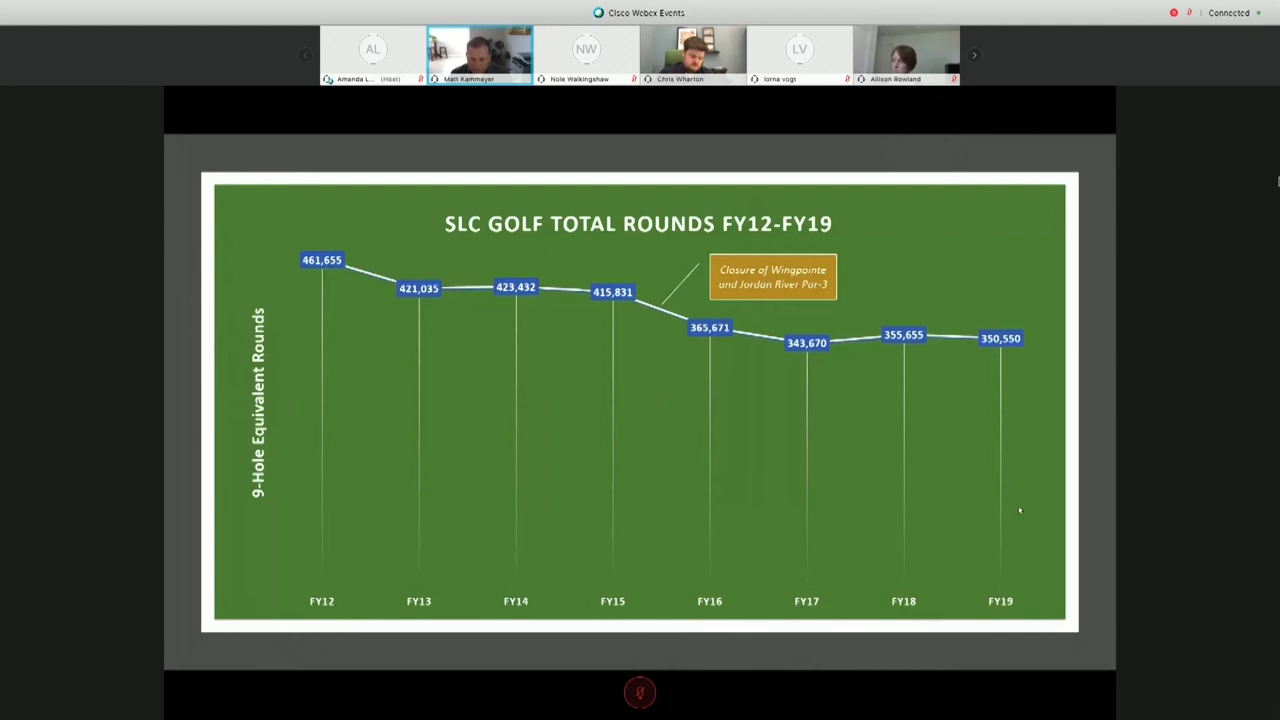 Cisco Webex Events
Connected
AL
NW
LV
Amanda L... (Host)
Matt Kammeyer
Nole Walkingshaw
Chris Wharton
lorna vogt
Allison Rowland
SLC GOLF TOTAL ROUNDS FY12-FY19
461,655
421,035
423,432
415,831
365,671
343,670
355,655
350,550
Closure of Wingpointe
and Jordan River Par-3
9-Hole Equivalent Rounds
FY12
FY13
FY14
FY15
FY16
FY17
FY18
FY19